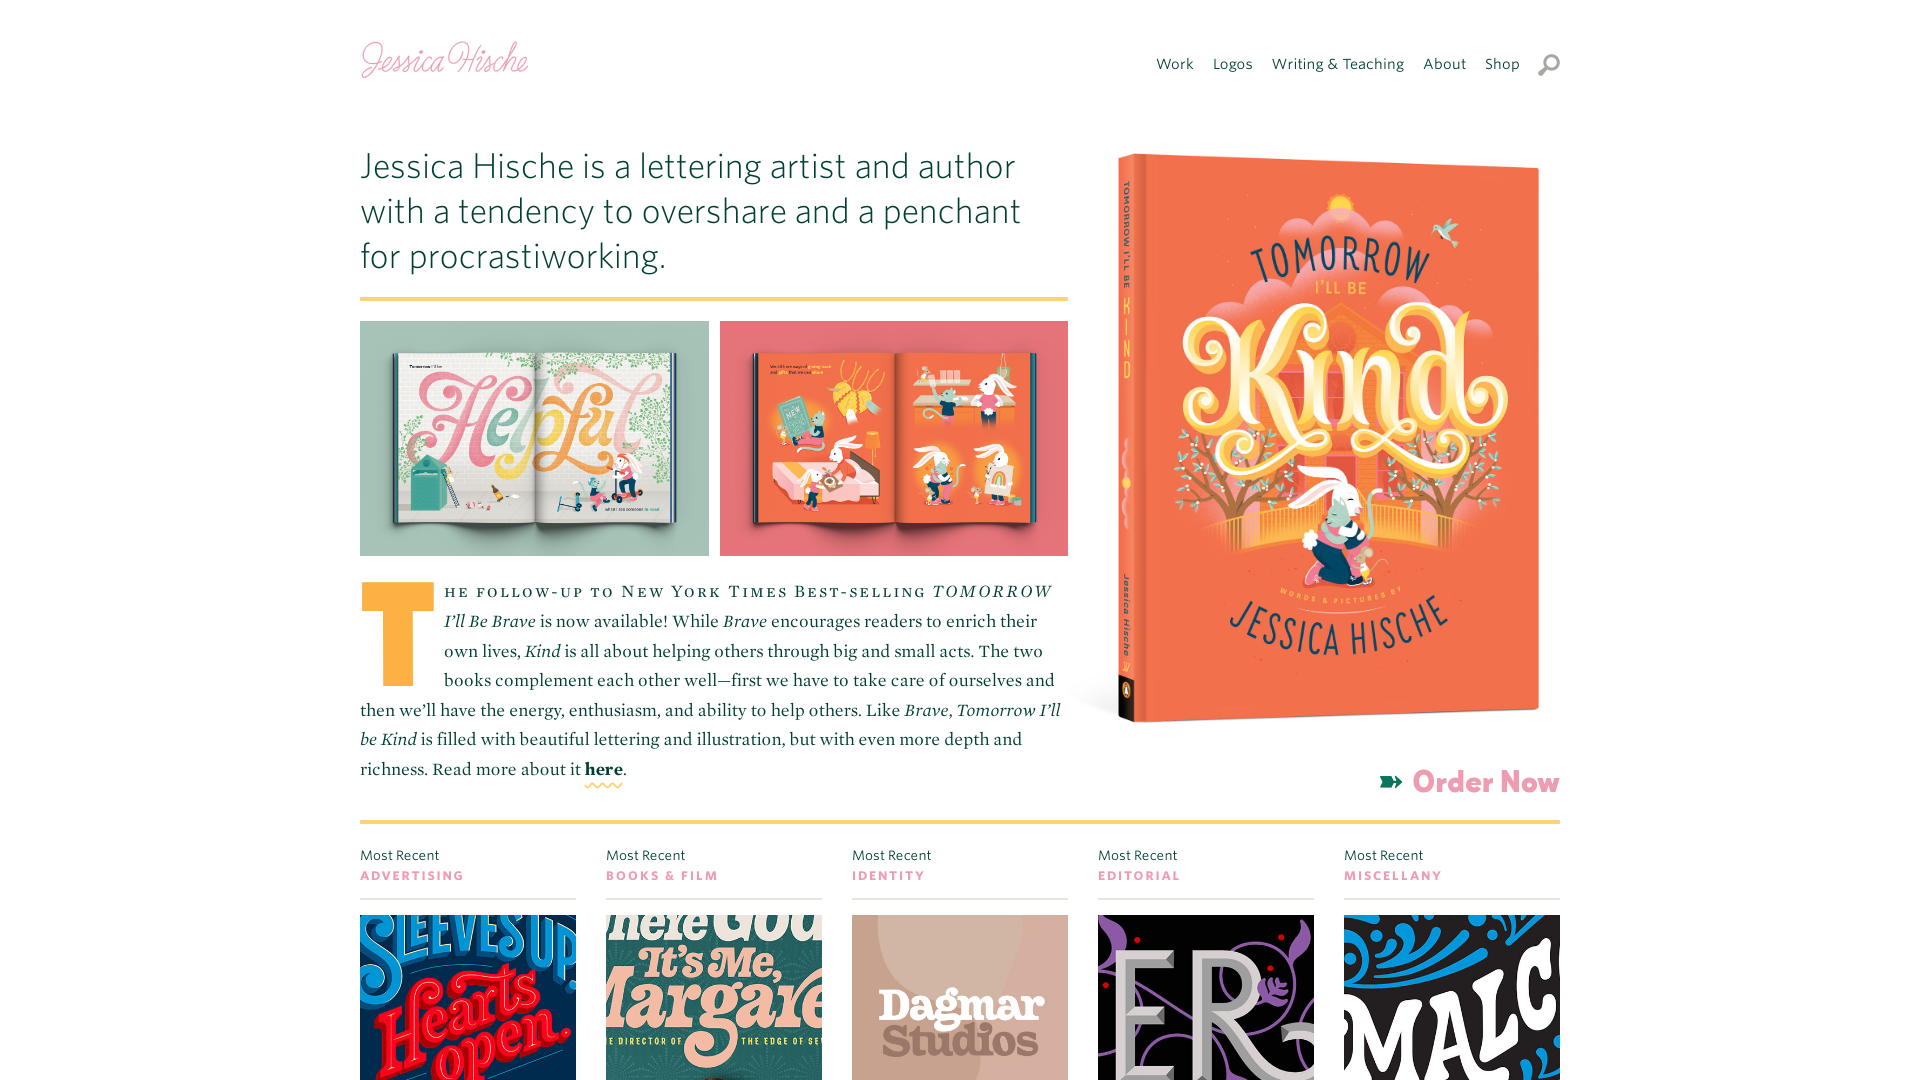 Jessica Hische
Work
Logos
Writing & Teaching
About
Shop
Jessica Hische is a lettering artist and author
with a tendency to overshare and a penchant
for procrastiworking.
Tomorrow I'll be
Helpful
TOMORROW I'LL BE KIND
Jessica Hische
TOMORROW
I'LL BE
Kind
WORDS & PICTURES BY
JESSICA HISCHE
The follow-up to New York Times Best-selling TOMORROW
I’ll Be Brave is now available! While Brave encourages readers to enrich their
own lives, Kind is all about helping others through big and small acts. The two
books complement each other well—first we have to take care of ourselves and
then we’ll have the energy, enthusiasm, and ability to help others. Like Brave, Tomorrow I’ll
be Kind is filled with beautiful lettering and illustration, but with even more depth and
richness. Read more about it here.
Order Now
Most Recent
ADVERTISING
Most Recent
BOOKS & FILM
Most Recent
IDENTITY
Most Recent
EDITORIAL
Most Recent
MISCELLANY
SLEEVES UP,
Hearts
open.
here God
It's Me,
Margare
E DIRECTOR OF THE EDGE OF SE
Dagmar
Studios
ER
MALC